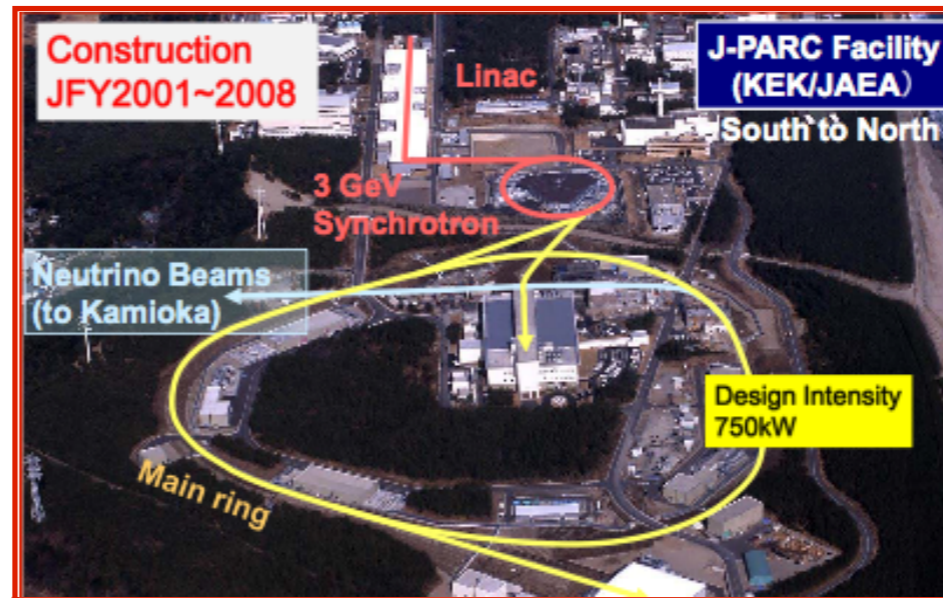 Construction
JFY2001~2008
Linac
J-PARC Facility
(KEK/JAEA）
South to North
3 GeV
Synchrotron
Neutrino Beams
(to Kamioka)
Design Intensity
750kW
Main ring